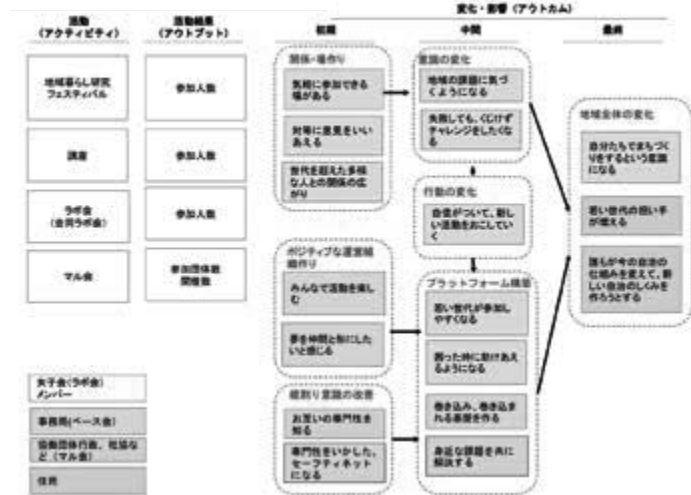 変化・影響（アウトカム）
活動
（アクティビティ）
活動結果
（アウトプット）
初期
中間
最終
地域暮らし研究
フェスティバル
参加人数
講座
参加人数
ラボ会
（合同ラボ会）
参加人数
マル会
参加団体数
開催数
関係・場作り
気軽に参加できる
場がある
対等に意見をいい
あえる
世代を超えた多様
な人との関係の広
がり
ポジティブな運営組
織作り
みんなで活動を楽し
む
夢を仲間と形にした
いと感じる
縦割り意識の改善
お互いの専門性を
知る
専門性をいかした、
セーフティネット
になる
意識の変化
地域の課題に気づ
くようになる
失敗しても、くじけず
チャレンジをしたくな
る
行動の変化
自信がついて、新し
い活動をおこしてい
く
プラットフォーム構築
若い世代が参加し
やすくなる
困った時に助けあえ
るようになる
巻き込み、巻き込ま
れる基盤を作る
身近な課題を共に
解決する
地域全体の変化
自分たちでまちづく
りをするという意識
になる
若い世代の担い手
が増える
誰もが今の自治の
仕組みを変えて、新
しい自治のしくみを
作ろうとする
女子会（ラボ会）
メンバー
事務局（ベース会）
協働団体行政、社協な
ど（マル会）
住民